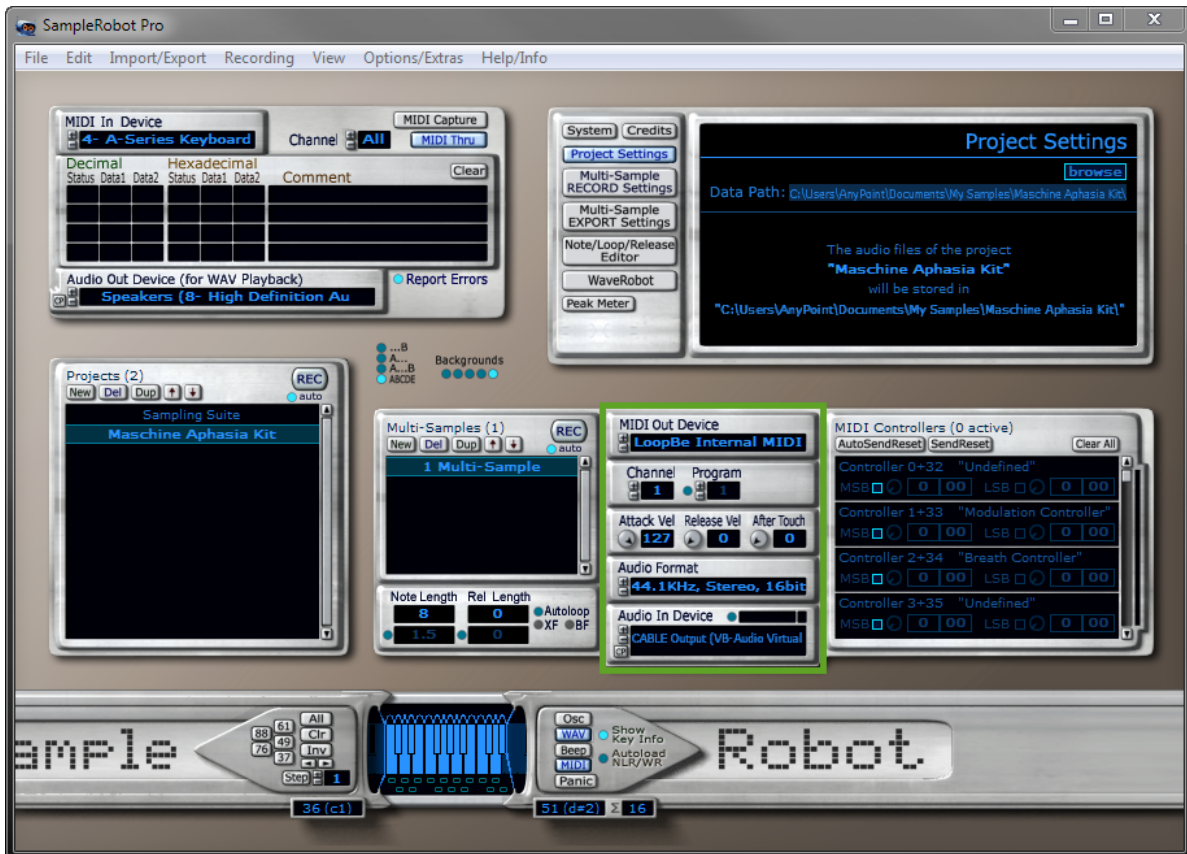 SampleRobot Pro
File Edit Import/Export Recording View Options/Extras Help/Info
MIDI In Device
4- A-Series Keyboard
Channel All
MIDI Capture
MIDI Thru
Decimal Hexadecimal
Status Data1 Data2 Status Data1 Data2 Comment
Clear
Audio Out Device (for WAV Playback)
CP Speakers (8- High Definition Au
Report Errors
System Credits
Project Settings
Multi-Sample
RECORD Settings
Multi-Sample
EXPORT Settings
Note/Loop/Release
Editor
WaveRobot
Peak Meter
Project Settings
browse
Data Path: C:\Users\AnyPoint\Documents\My Samples\Maschine Aphasia Kit\
The audio files of the project
"Maschine Aphasia Kit"
will be stored in
"C:\Users\AnyPoint\Documents\My Samples\Maschine Aphasia Kit\"
...B
A...
A...B
ABCDE
Backgrounds
Projects (2)
New Del Dup
REC
auto
Sampling Suite
Maschine Aphasia Kit
Multi-Samples (1)
New Del Dup
REC
auto
1 Multi-Sample
Note Length Rel Length
8 0
1.5 0
Autoloop
XF BF
MIDI Out Device
LoopBe Internal MIDI
Channel Program
1 1
Attack Vel Release Vel After Touch
127 0 0
Audio Format
44.1KHz, Stereo, 16bit
Audio In Device
CABLE Output (VB-Audio Virtual
CP
MIDI Controllers (0 active)
AutoSendReset SendReset Clear All
Controller 0+32 "Undefined"
MSB 0 00 LSB 0 00
Controller 1+33 "Modulation Controller"
MSB 0 00 LSB 0 00
Controller 2+34 "Breath Controller"
MSB 0 00 LSB 0 00
Controller 3+35 "Undefined"
MSB 0 00 LSB 0 00
ample
88 61
76 49
37
All
Clr
Inv
Step 1
36 (c1)
Osc
WAV
Beep
MIDI
Panic
Show
Key Info
Autoload
NLR/WR
51 (d#2) Σ 16
Robot